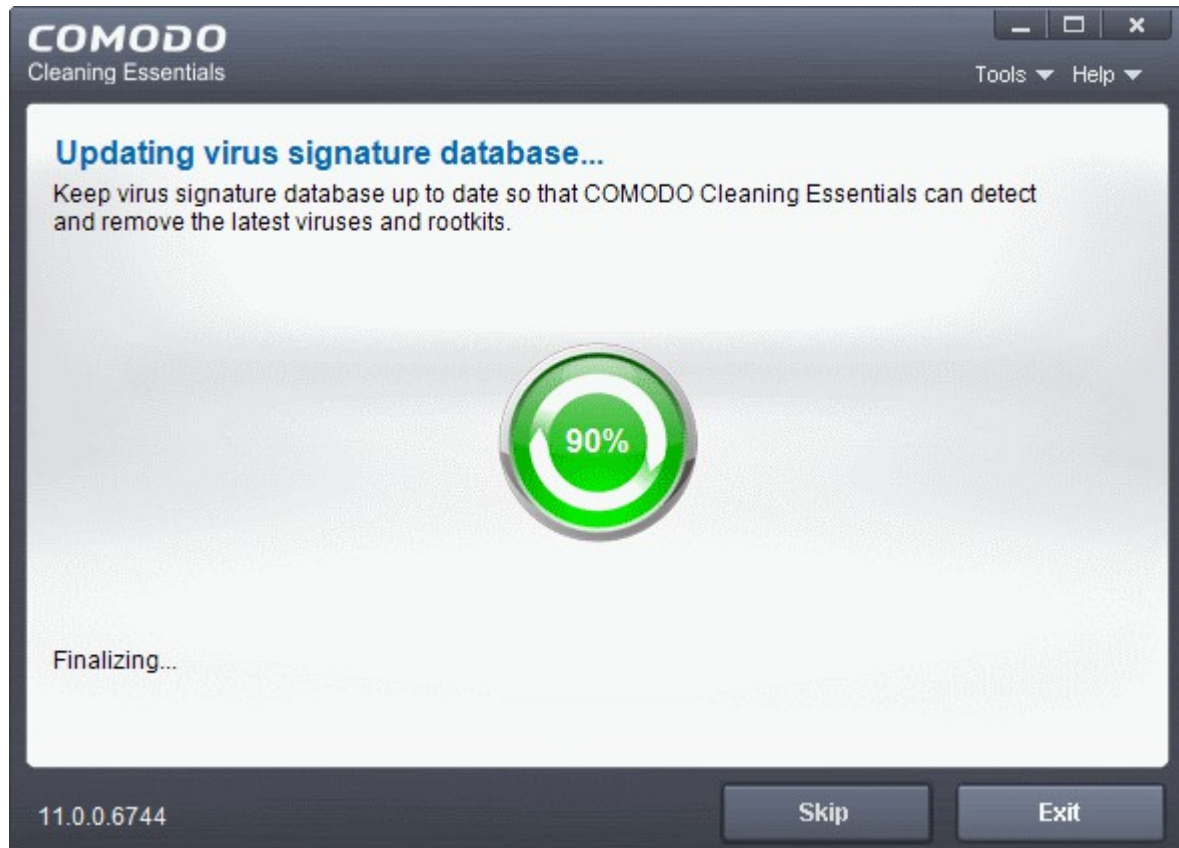 COMODO
Cleaning Essentials
Tools Help
Updating virus signature database...
Keep virus signature database up to date so that COMODO Cleaning Essentials can detect
and remove the latest viruses and rootkits.
90%
Finalizing...
11.0.0.6744
Skip
Exit